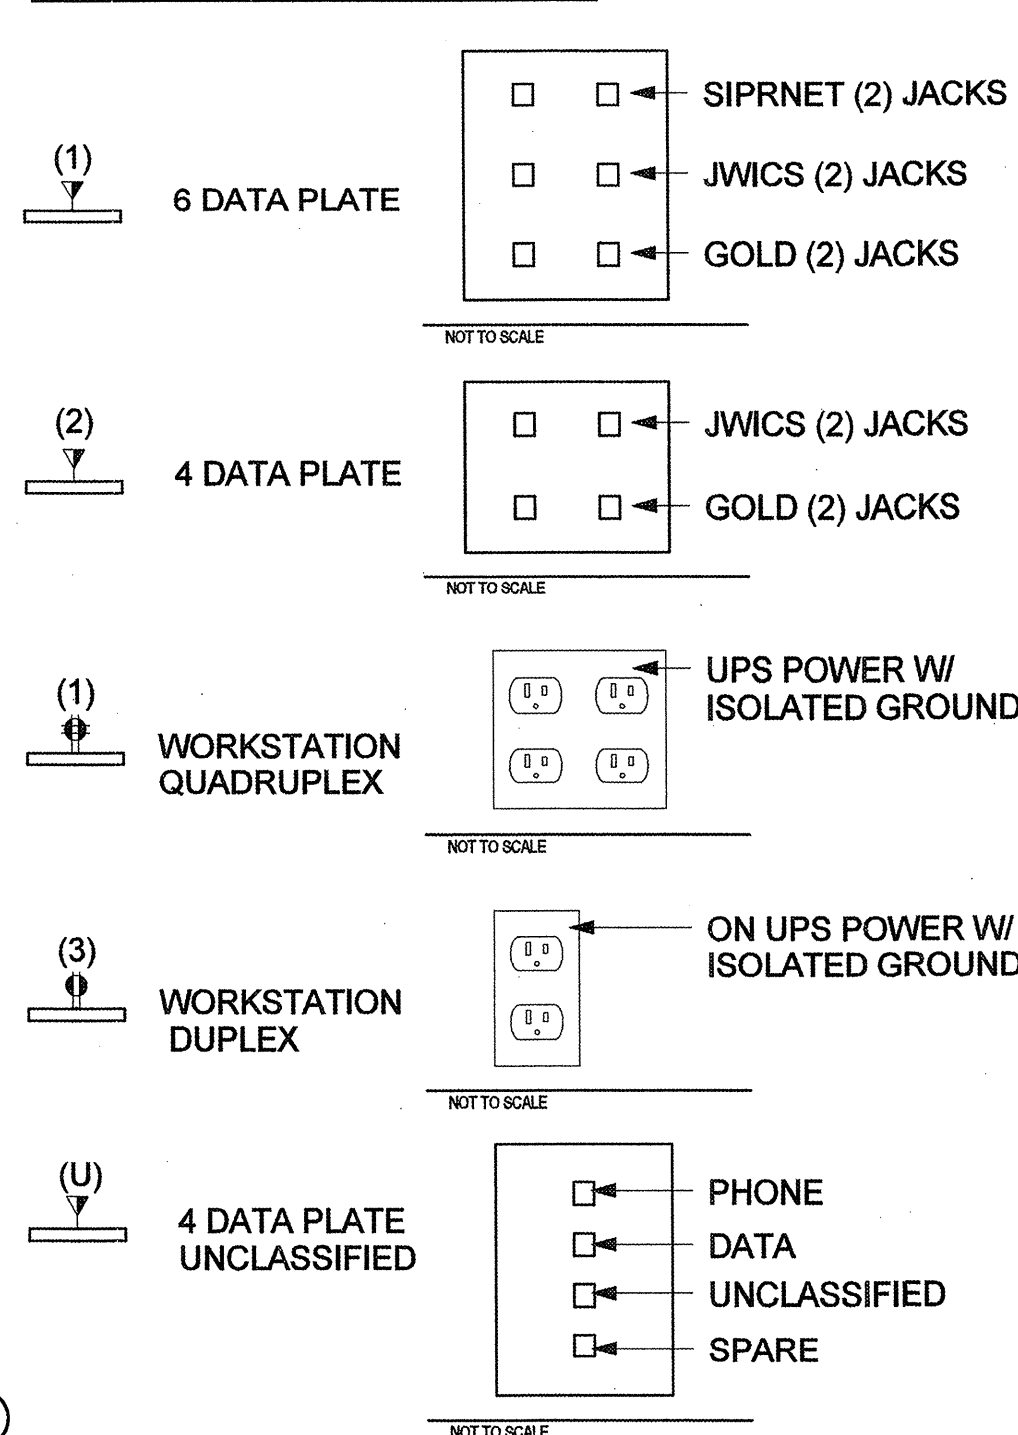 SIPRNET (2) JACKS
(1)
6 DATA PLATE
JWICS (2) JACKS
GOLD (2) JACKS
NOT TO SCALE
(2)
4 DATA PLATE
JWICS (2) JACKS
GOLD (2) JACKS
NOT TO SCALE
(1)
WORKSTATION
QUADRUPLEX
UPS POWER W/
ISOLATED GROUND
NOT TO SCALE
(3)
WORKSTATION
DUPLEX
ON UPS POWER W/
ISOLATED GROUND
NOT TO SCALE
(U)
4 DATA PLATE
UNCLASSIFIED
PHONE
DATA
UNCLASSIFIED
SPARE
NOT TO SCALE